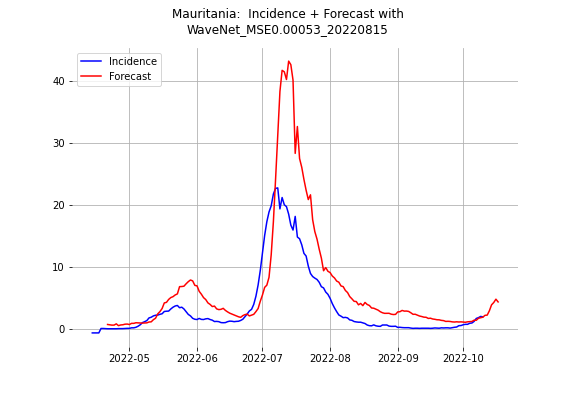 Mauritania:  Incidence + Forecast with
WaveNet_MSE0.00053_20220815
Incidence
Forecast
40
30
20
10
0
2022-05
2022-06
2022-07
2022-08
2022-09
2022-10